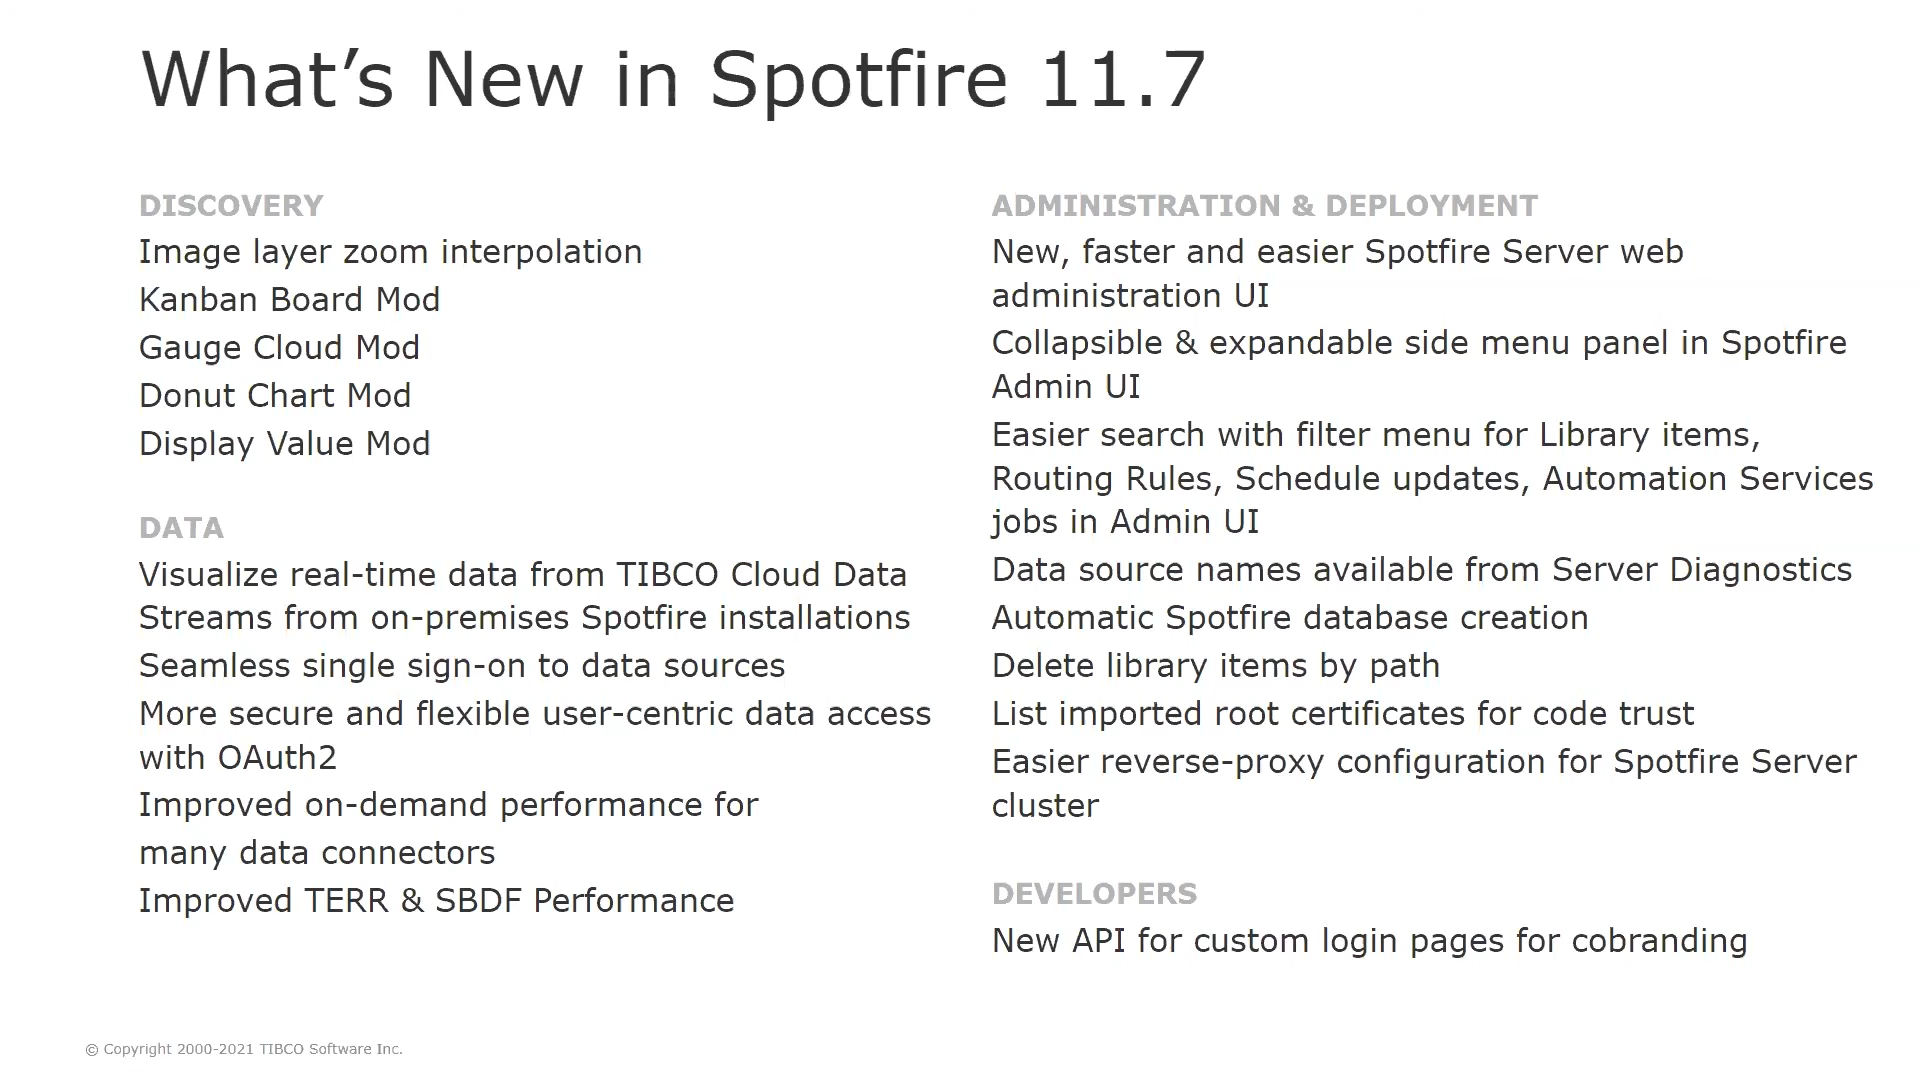 What’s New in Spotfire 11.7
DISCOVERY
Image layer zoom interpolation
Kanban Board Mod
Gauge Cloud Mod
Donut Chart Mod
Display Value Mod
DATA
Visualize real-time data from TIBCO Cloud Data
Streams from on-premises Spotfire installations
Seamless single sign-on to data sources
More secure and flexible user-centric data access
with OAuth2
Improved on-demand performance for
many data connectors
Improved TERR & SBDF Performance
ADMINISTRATION & DEPLOYMENT
New, faster and easier Spotfire Server web
administration UI
Collapsible & expandable side menu panel in Spotfire
Admin UI
Easier search with filter menu for Library items,
Routing Rules, Schedule updates, Automation Services
jobs in Admin UI
Data source names available from Server Diagnostics
Automatic Spotfire database creation
Delete library items by path
List imported root certificates for code trust
Easier reverse-proxy configuration for Spotfire Server
cluster
DEVELOPERS
New API for custom login pages for cobranding
© Copyright 2000-2021 TIBCO Software Inc.